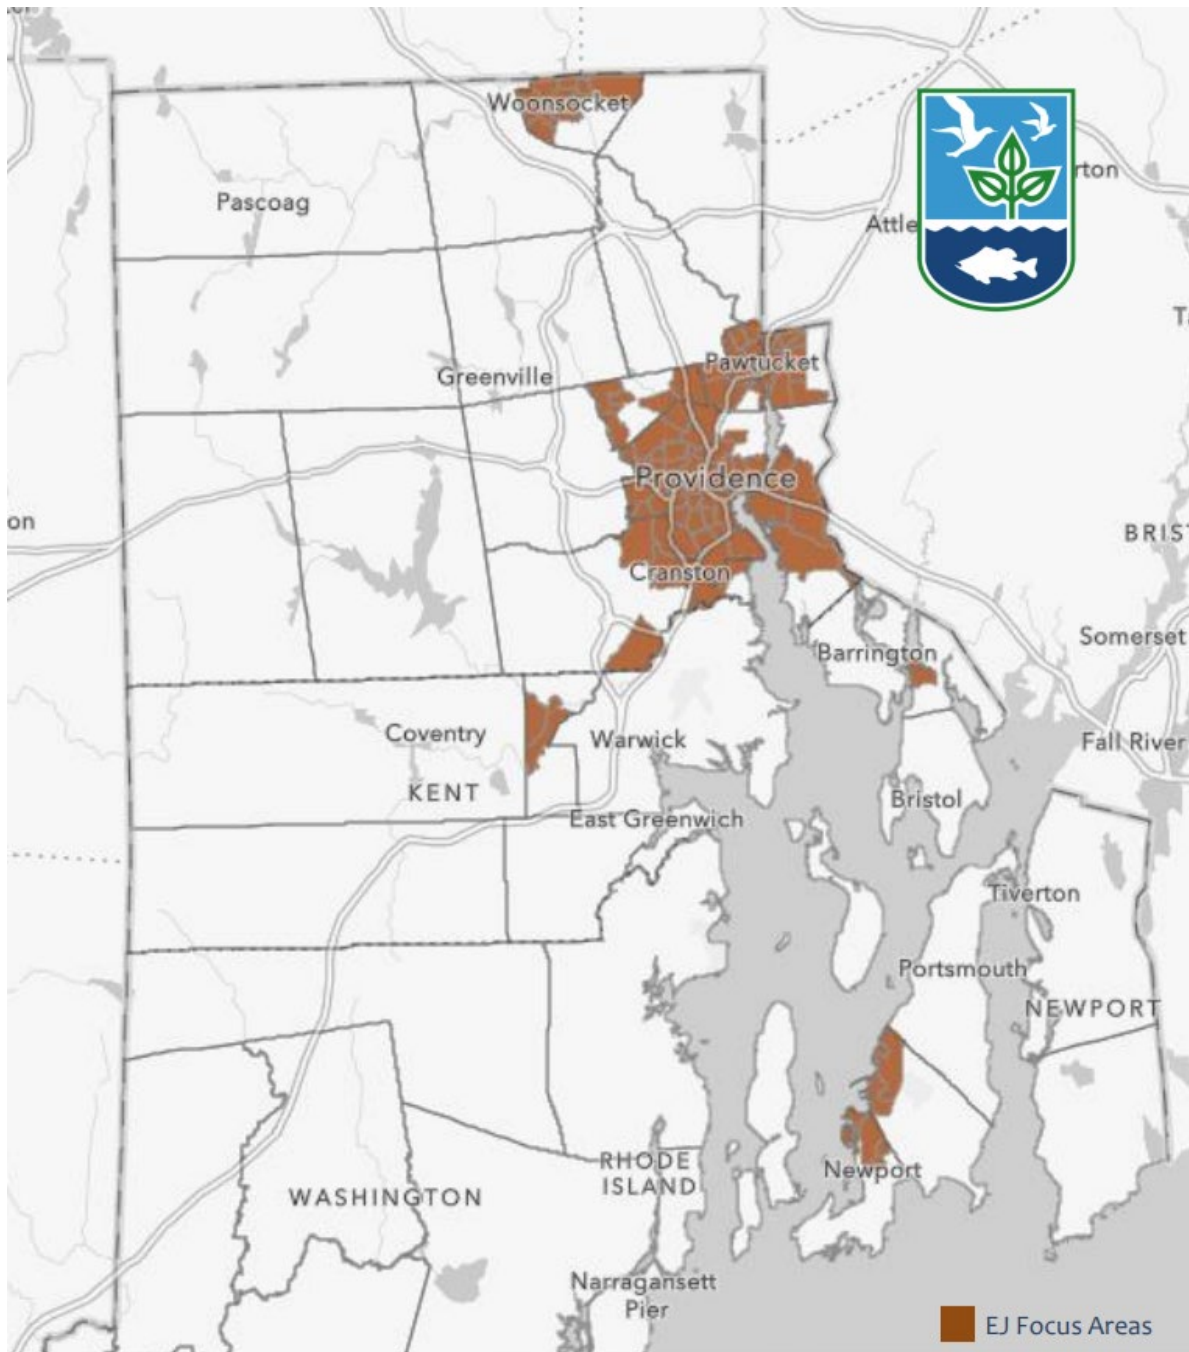 Woonsocket
Pascoag
rton
Attle
Pawtucket
Greenville
Providence
on
BRIST
Cranston
Somerset
Barrington
Coventry
Warwick
Fall River
KENT
Bristol
East Greenwich
Tiverton
Portsmouth
NEWPORT
RHODE
ISLAND
Newport
WASHINGTON
Narragansett
Pier
EJ Focus Areas